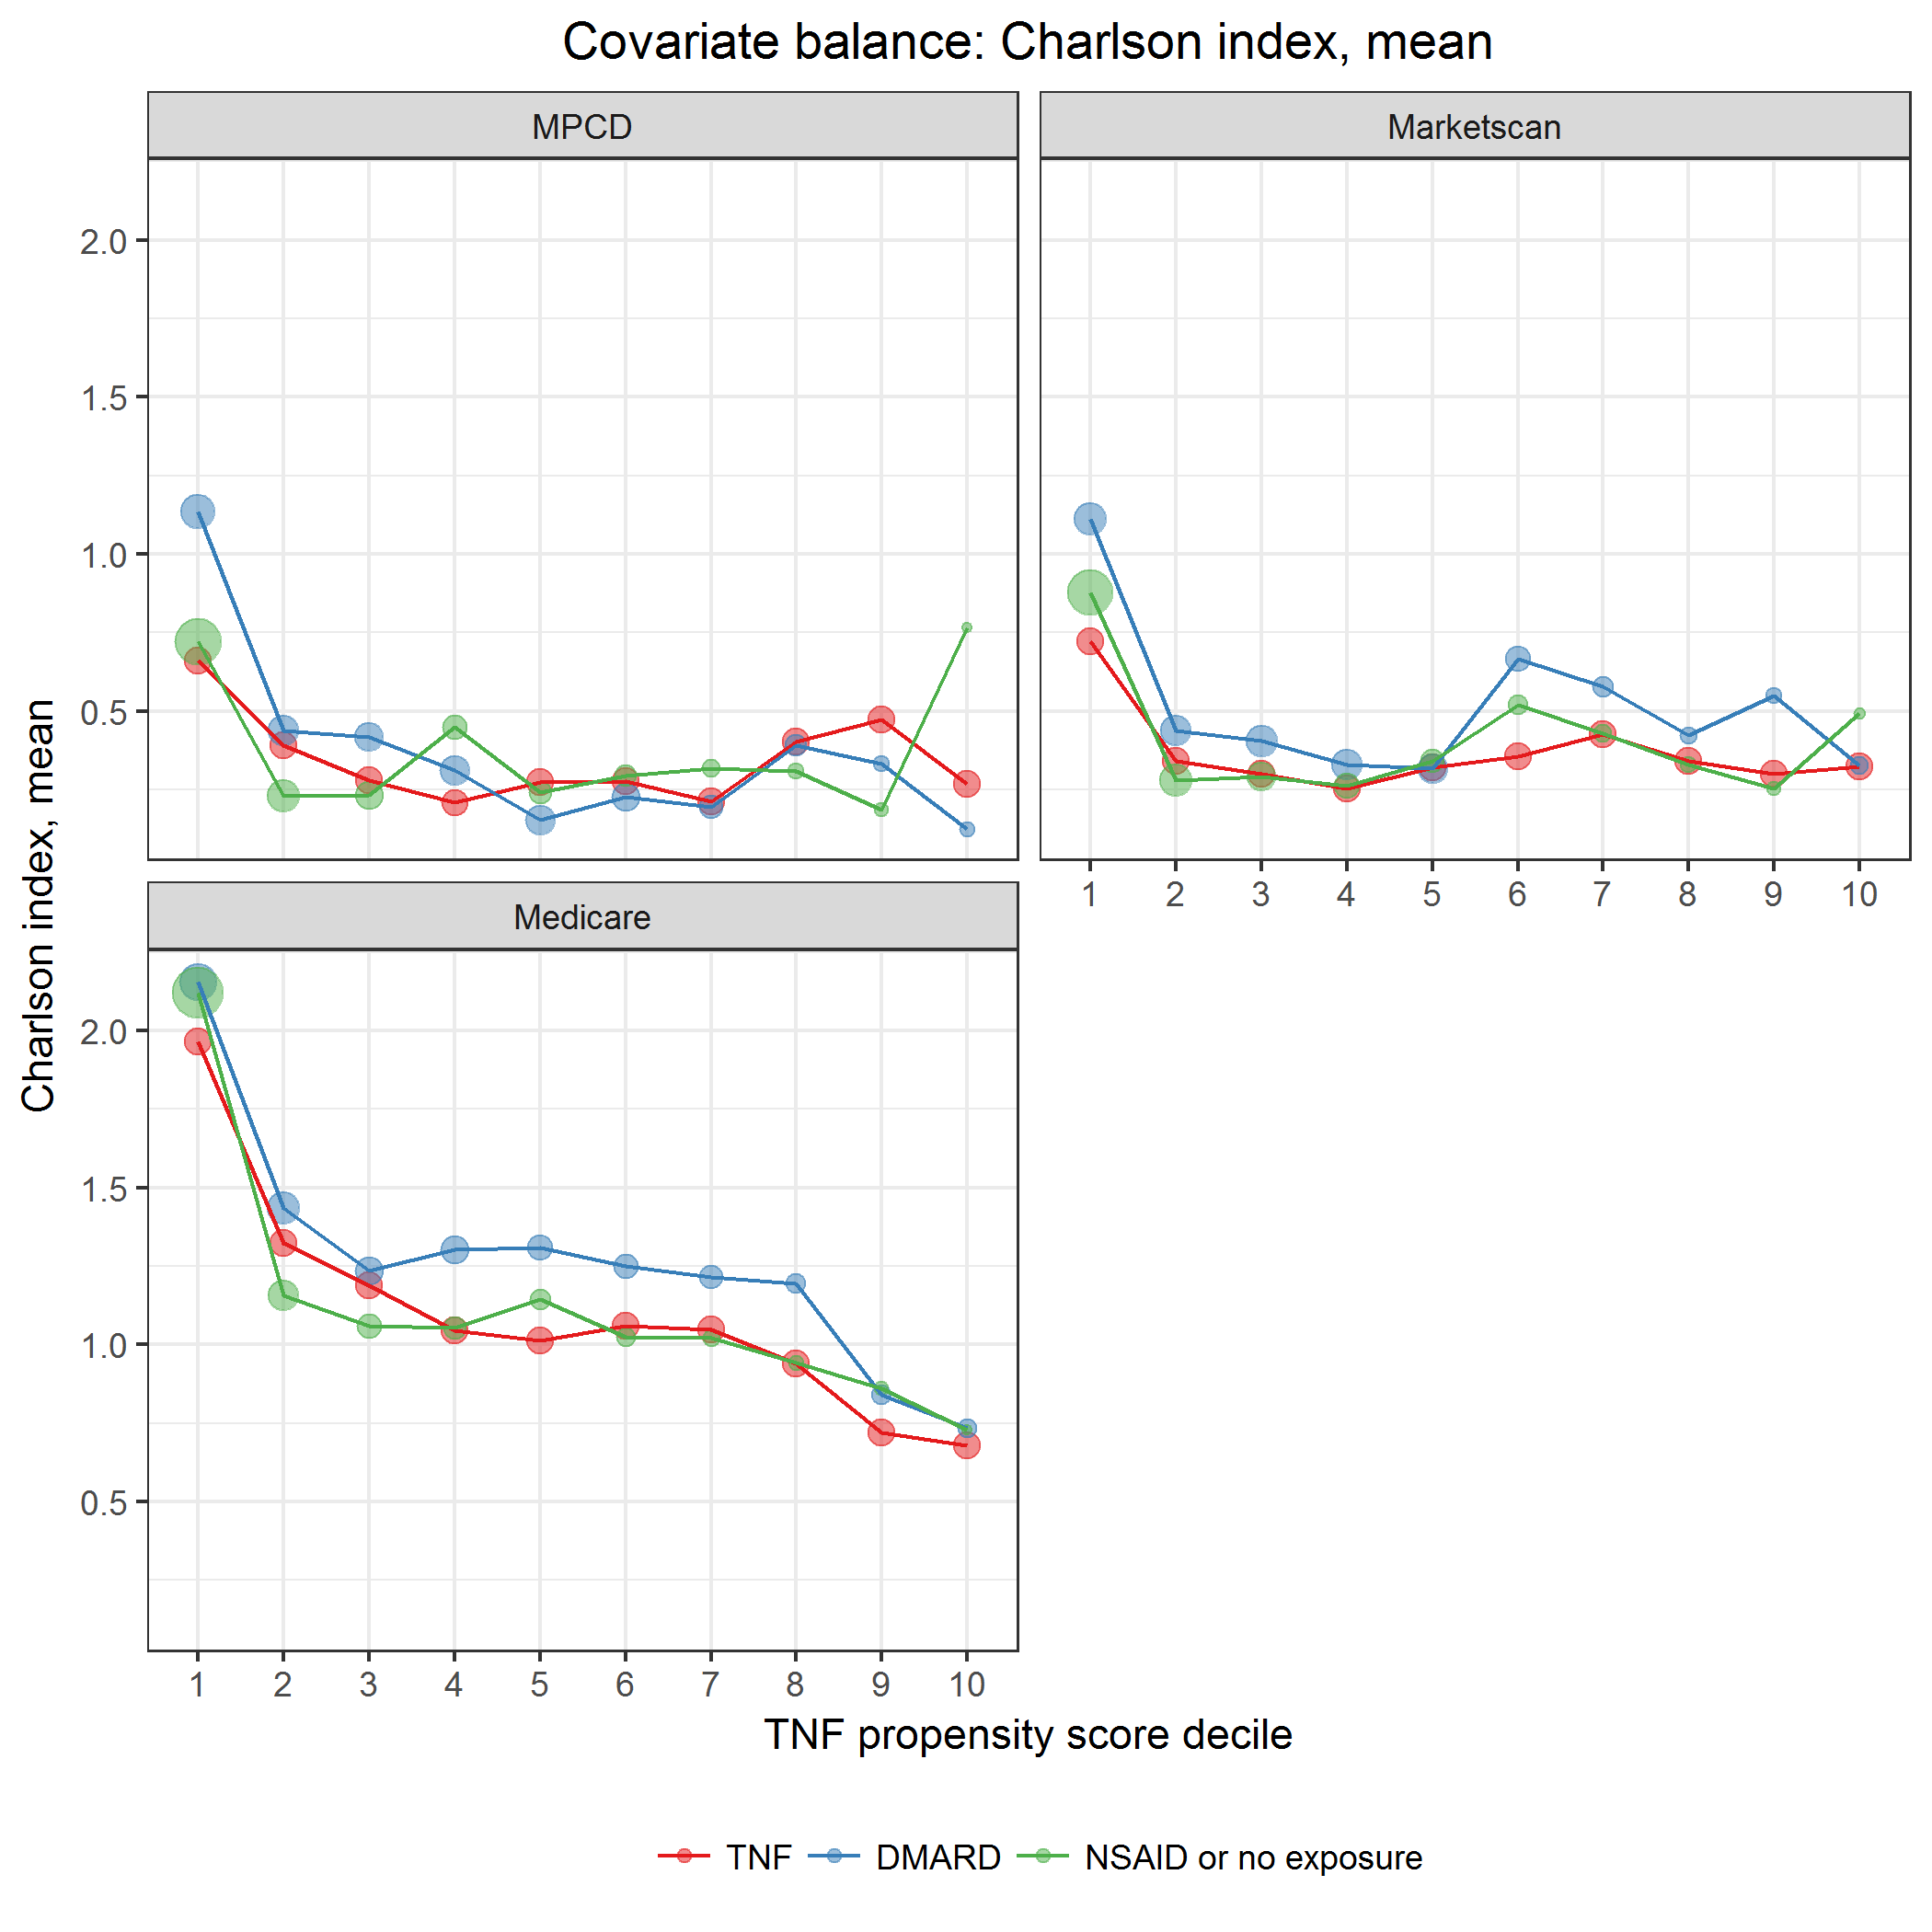 Covariate balance: Charlson index, mean
MPCD
Marketscan
2.0
1.5
1.0
0.5
1 2 3 4 5 6 7 8 9 10
Medicare
2.0
1.5
1.0
0.5
1 2 3 4 5 6 7 8 9 10
Charlson index, mean
TNF propensity score decile
TNF DMARD NSAID or no exposure